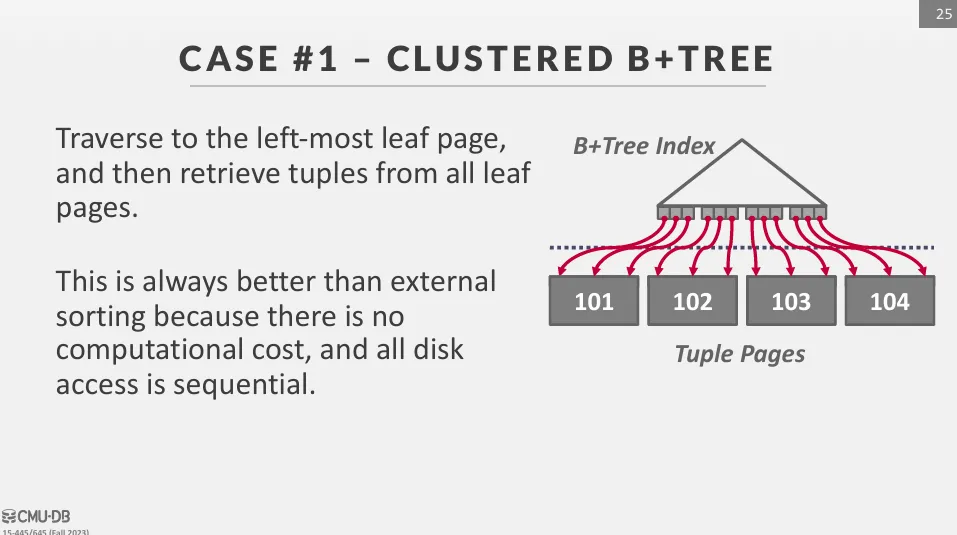 25
CASE #1 – CLUSTERED B+TREE
Traverse to the left-most leaf page,
and then retrieve tuples from all leaf
pages.
This is always better than external
sorting because there is no
computational cost, and all disk
access is sequential.
B+Tree Index
101 102 103 104
Tuple Pages
CMU·DB
15-445/645 (Fall 2023)